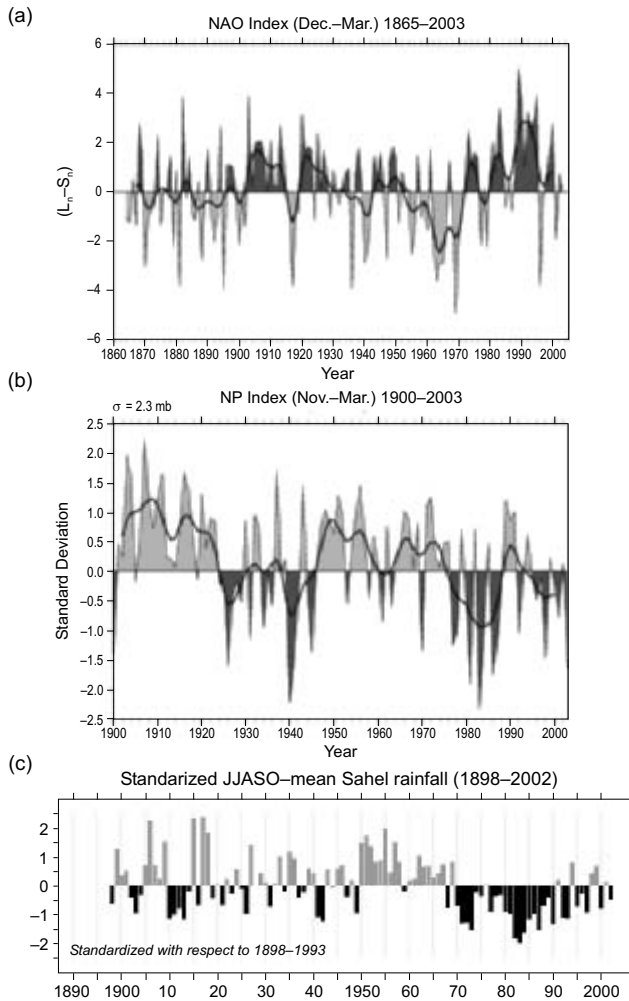 (a)
NAO Index (Dec.–Mar.) 1865–2003
6
4
2
0
−2
−4
−6
(Ln–Sn)
1860 1870 1880 1890 1900 1910 1920 1930 1940 1950 1960 1970 1980 1990 2000
Year
(b)
NP Index (Nov.–Mar.) 1900–2003
σ = 2.3 mb
2.5
2.0
1.5
1.0
0.5
0.0
−0.5
−1.0
−1.5
−2.0
−2.5
Standard Deviation
1900 1910 1920 1930 1940 1950 1960 1970 1980 1990 2000
Year
(c)
Standarized JJASO–mean Sahel rainfall (1898–2002)
2
1
0
−1
−2
Standardized with respect to 1898–1993
1890 1900 10 20 30 40 1950 60 70 80 90 2000